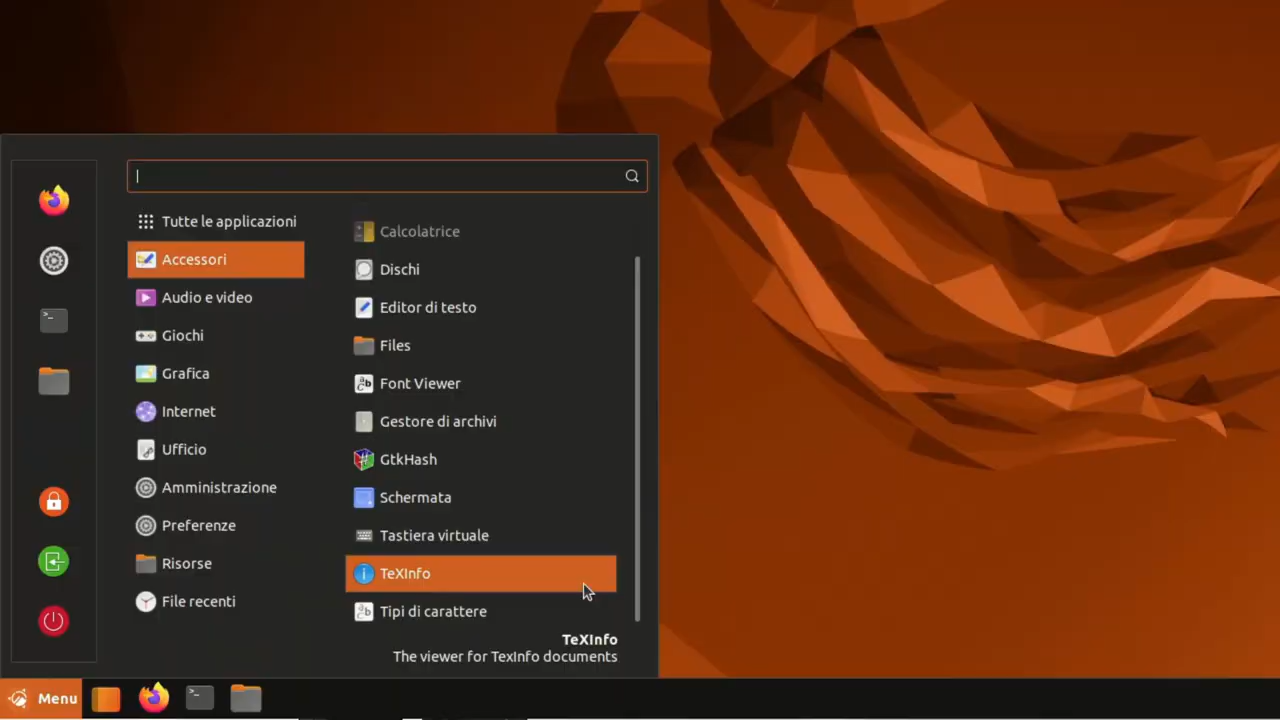 Tutte le applicazioni
Accessori
Audio e video
Giochi
Grafica
Internet
Ufficio
Amministrazione
Preferenze
Risorse
File recenti
Calcolatrice
Dischi
Editor di testo
Files
Font Viewer
Gestore di archivi
GtkHash
Schermata
Tastiera virtuale
TeXInfo
Tipi di carattere
TeXInfo
The viewer for TexInfo documents
Menu